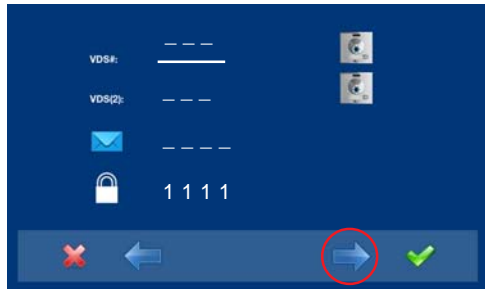 VDS#: _ _ _
VDS(2): _ _ _
_ _ _ _
1 1 1 1